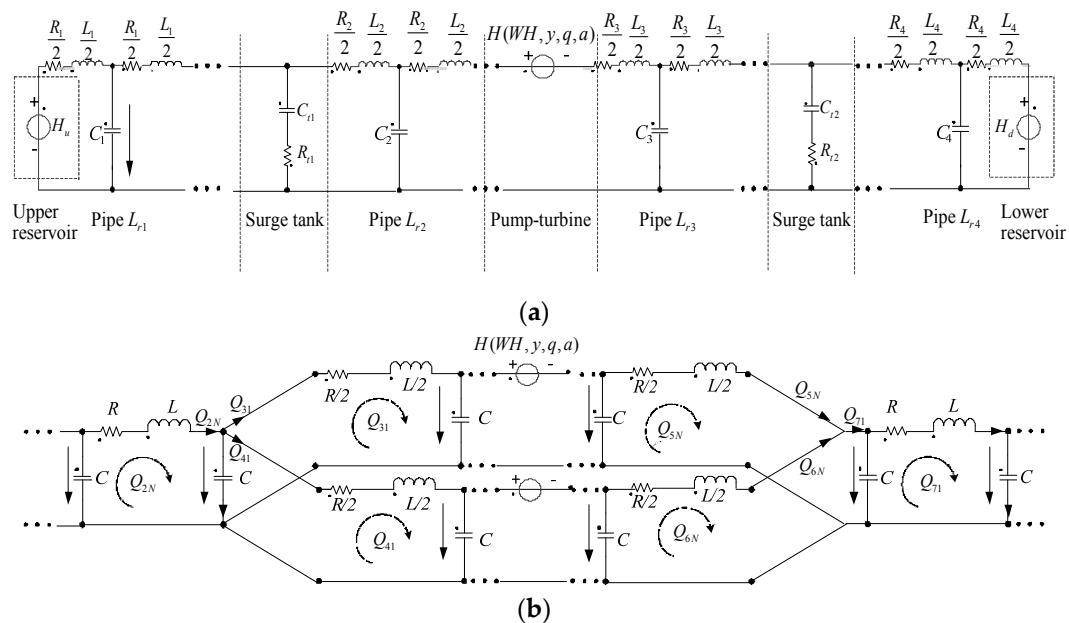 R1/2 L1/2 R1/2 L1/2 R2/2 L2/2 R2/2 L2/2 H(WH, y, q, a) R3/2 L3/2 R3/2 L3/2 R4/2 L4/2 R4/2 L4/2
+ - + -
Hu C1 Ct1 Rt1 C2 C3 Ct2 Rt2 C4 Hd
+ -
Upper reservoir
Pipe Lr1
Surge tank
Pipe Lr2
Pump-turbine
Pipe Lr3
Surge tank
Pipe Lr4
Lower reservoir
(a)
H(WH, y, q, a)
+ -
R/2 L/2 C Q31 C R/2 L/2 Q5N
R L Q2N Q31 Q41 Q5N Q6N Q71 R L
C Q2N C C Q71 C
+ -
R/2 L/2 C Q41 C R/2 L/2 Q6N
(b)